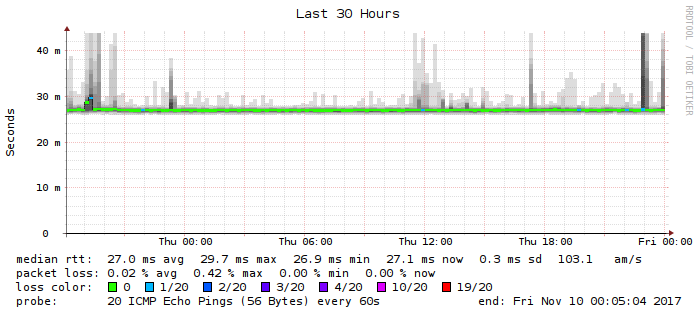 Last 30 Hours
RRDTOOL / TOBI OETIKER
Seconds
40 m
30 m
20 m
10 m
0
Thu 00:00 Thu 06:00 Thu 12:00 Thu 18:00 Fri 00:00
median rtt: 27.0 ms avg 29.7 ms max 26.9 ms min 27.1 ms now 0.3 ms sd 103.1 am/s
packet loss: 0.02 % avg 0.42 % max 0.00 % min 0.00 % now
loss color: 0 1/20 2/20 3/20 4/20 10/20 19/20
probe: 20 ICMP Echo Pings (56 Bytes) every 60s end: Fri Nov 10 00:05:04 2017